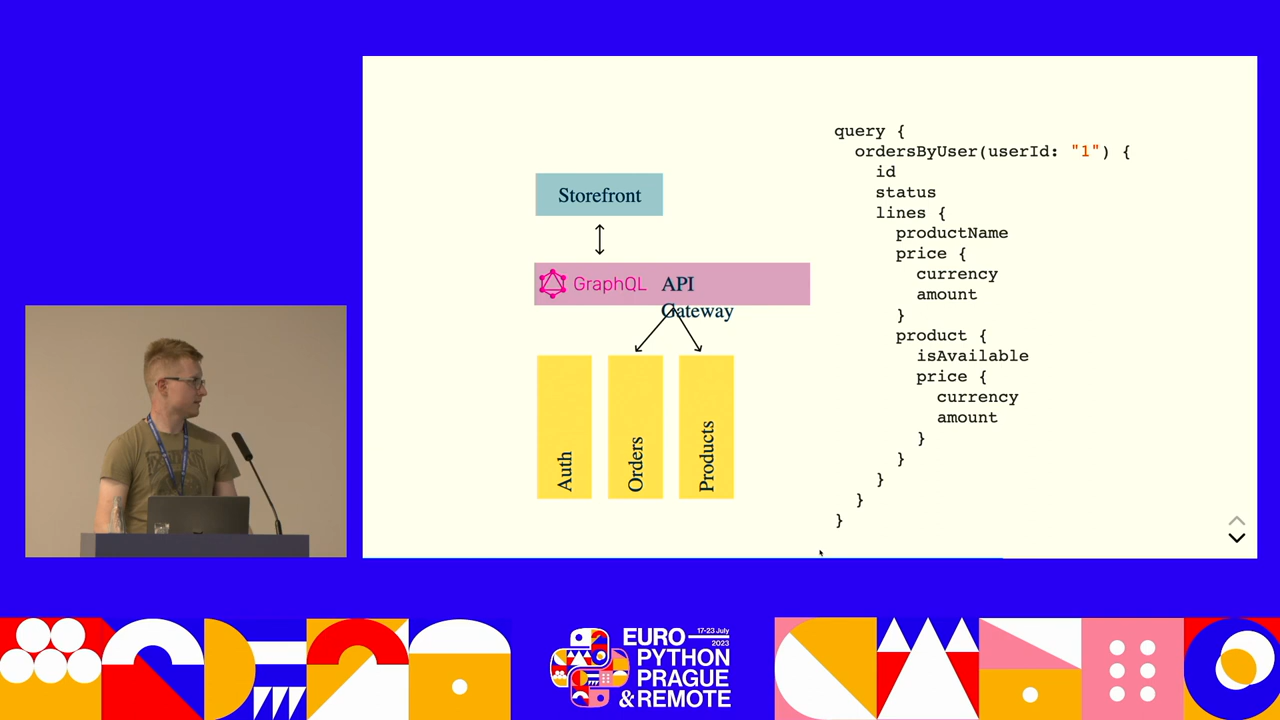 Storefront
GraphQL API
Gateway
Auth
Orders
Products
query {
  ordersByUser(userId: "1") {
    id
    status
    lines {
      productName
      price {
        currency
        amount
      }
      product {
        isAvailable
        price {
          currency
          amount
        }
      }
    }
  }
}
EURO 17-23 July
2023
PYTHON
PRAGUE
& REMOTE